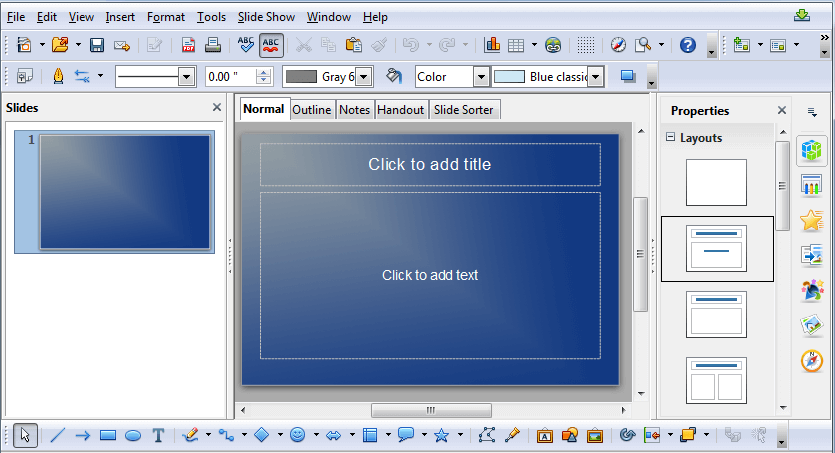 File Edit View Insert Format Tools Slide Show Window Help
0.00 " Gray 6 Color Blue classic
Slides
1
Normal Outline Notes Handout Slide Sorter
Click to add title
Click to add text
Properties
Layouts